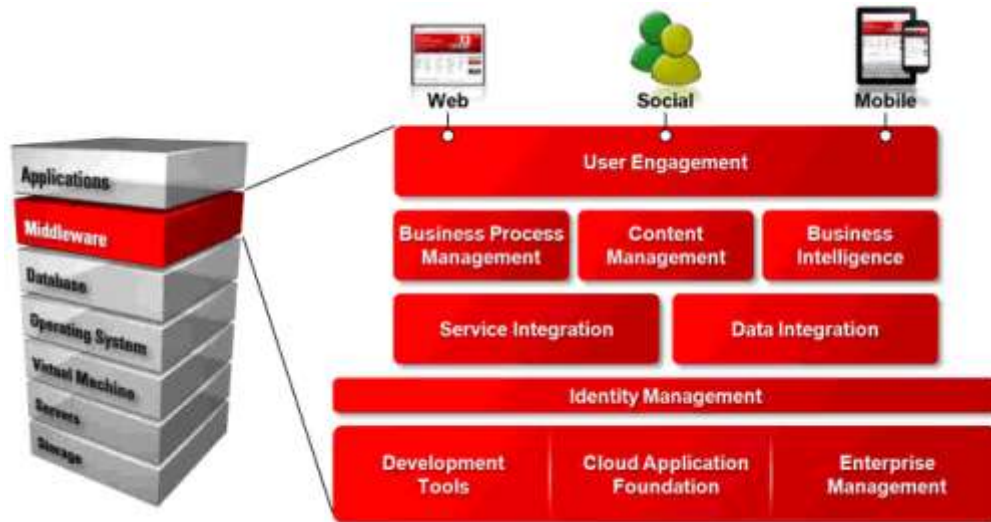 Web
Social
Mobile
Applications
Middleware
Database
Operating System
Virtual Machine
Servers
Storage
User Engagement
Business Process
Management
Content
Management
Business
Intelligence
Service Integration
Data Integration
Identity Management
Development
Tools
Cloud Application
Foundation
Enterprise
Management